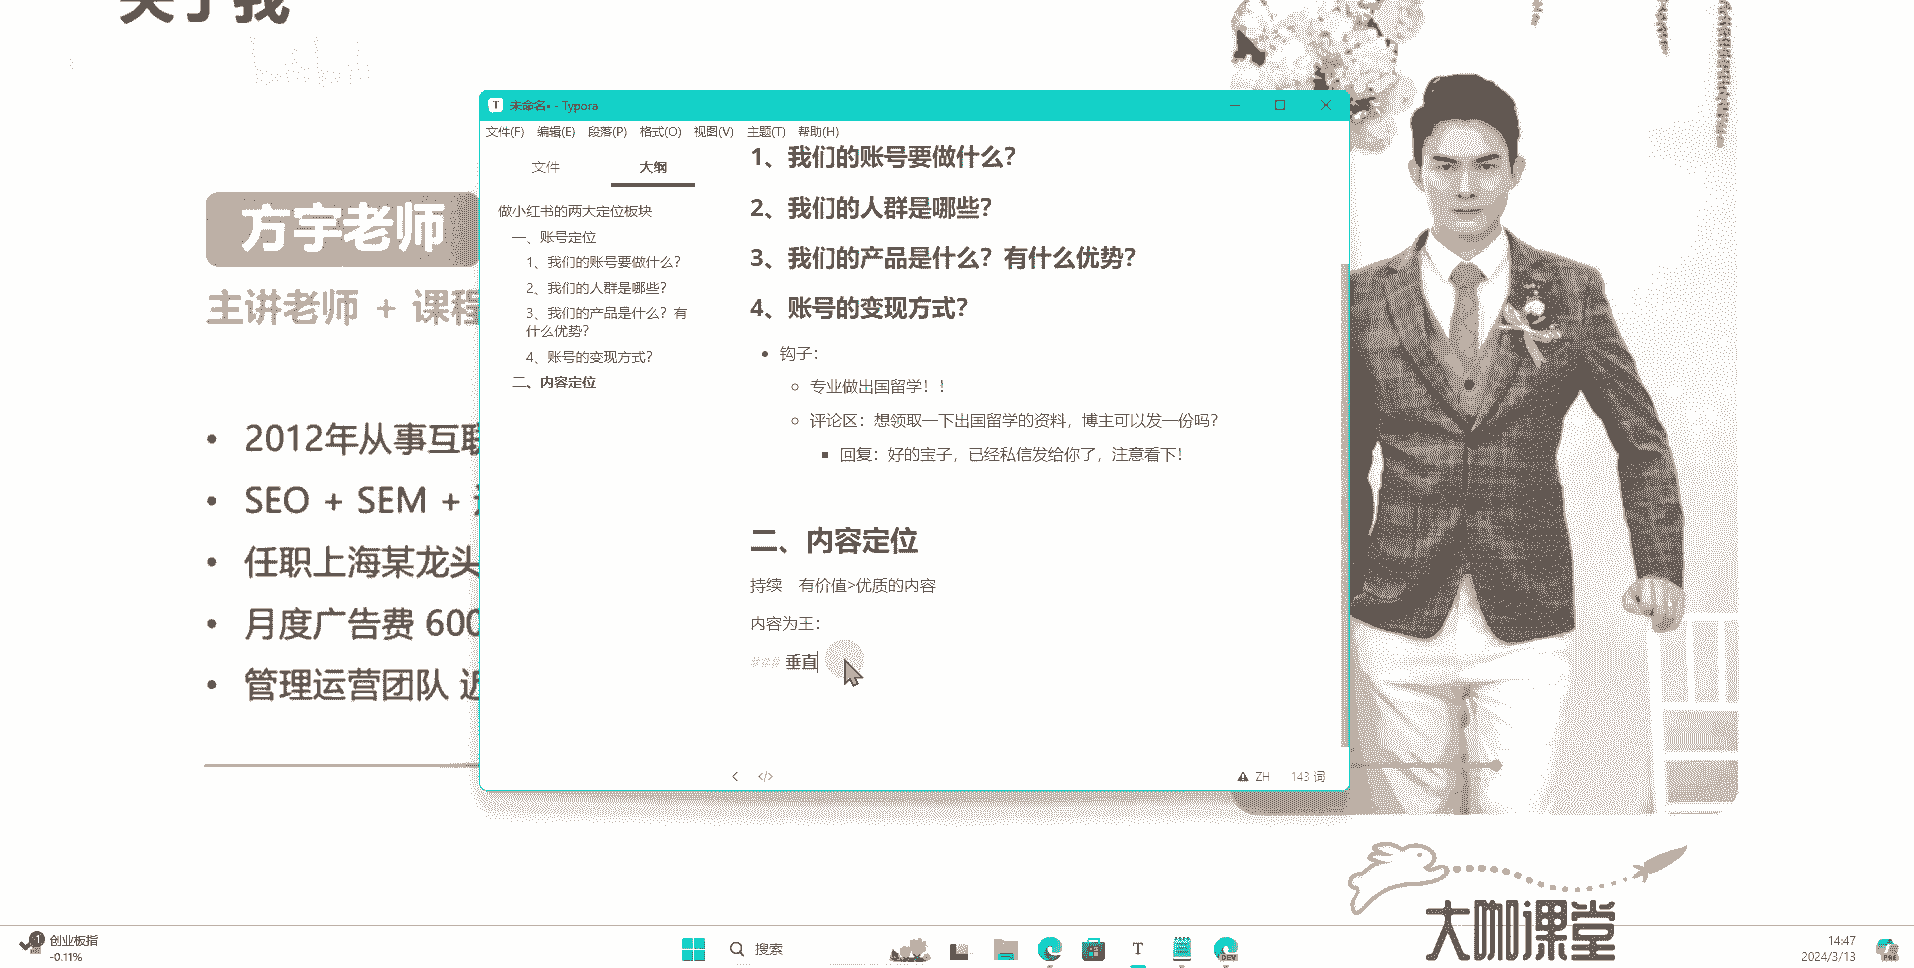 关于我
未命名• - Typora
文件(F) 编辑(E) 段落(P) 格式(O) 视图(V) 主题(T) 帮助(H)
文件 大纲
做小红书的两大定位板块
一、账号定位
1、我们的账号要做什么？
2、我们的人群是哪些？
3、我们的产品是什么？有
什么优势？
4、账号的变现方式？
二、内容定位
1、我们的账号要做什么？
2、我们的人群是哪些？
3、我们的产品是什么？有什么优势？
4、账号的变现方式？
钩子：
专业做出国留学！！
评论区：想领取一下出国留学的资料，博主可以发一份吗？
回复：好的宝子，已经私信发给你了，注意看下！
二、内容定位
持续 有价值>优质的内容
内容为王：
### 垂直
</> ZH 143 词
方宇老师
主讲老师 + 课程
• 2012年从事互联
• SEO + SEM +
• 任职上海某龙头
• 月度广告费 600
• 管理运营团队 近
大咖课堂
1 创业板指
-0.11%
搜索
T
DEV
14:47
2024/3/13